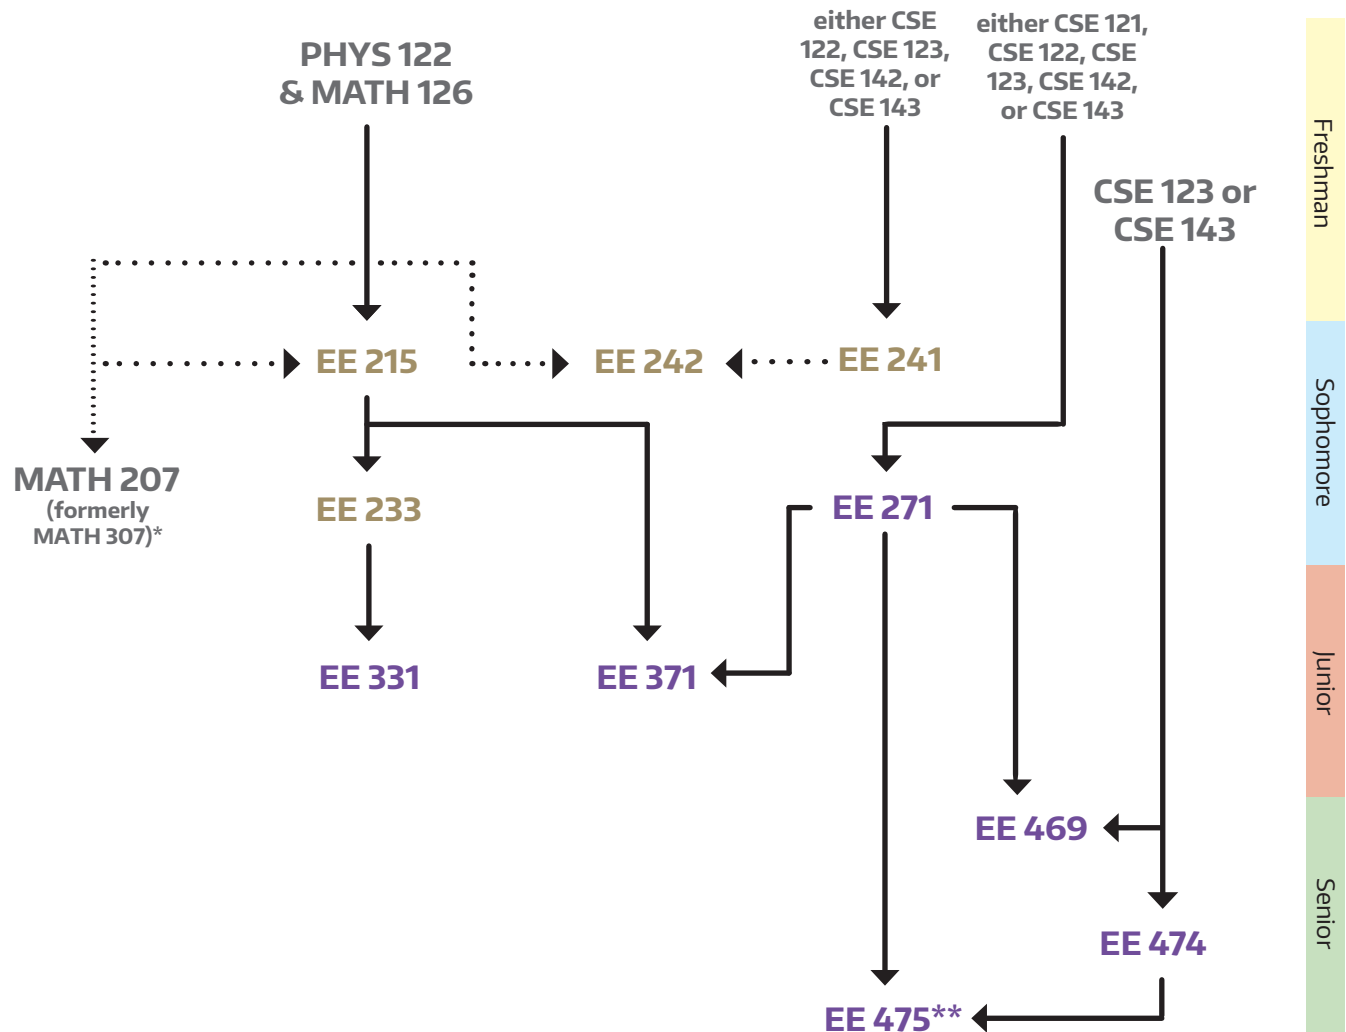 PHYS 122
& MATH 126
either CSE
122, CSE 123,
CSE 142, or
CSE 143
either CSE 121,
CSE 122, CSE
123, CSE 142,
or CSE 143
CSE 123 or
CSE 143
Freshman
EE 215
EE 242
EE 241
Sophomore
MATH 207
(formerly
MATH 307)*
EE 233
EE 271
EE 331
EE 371
Junior
EE 469
EE 474
Senior
EE 475**